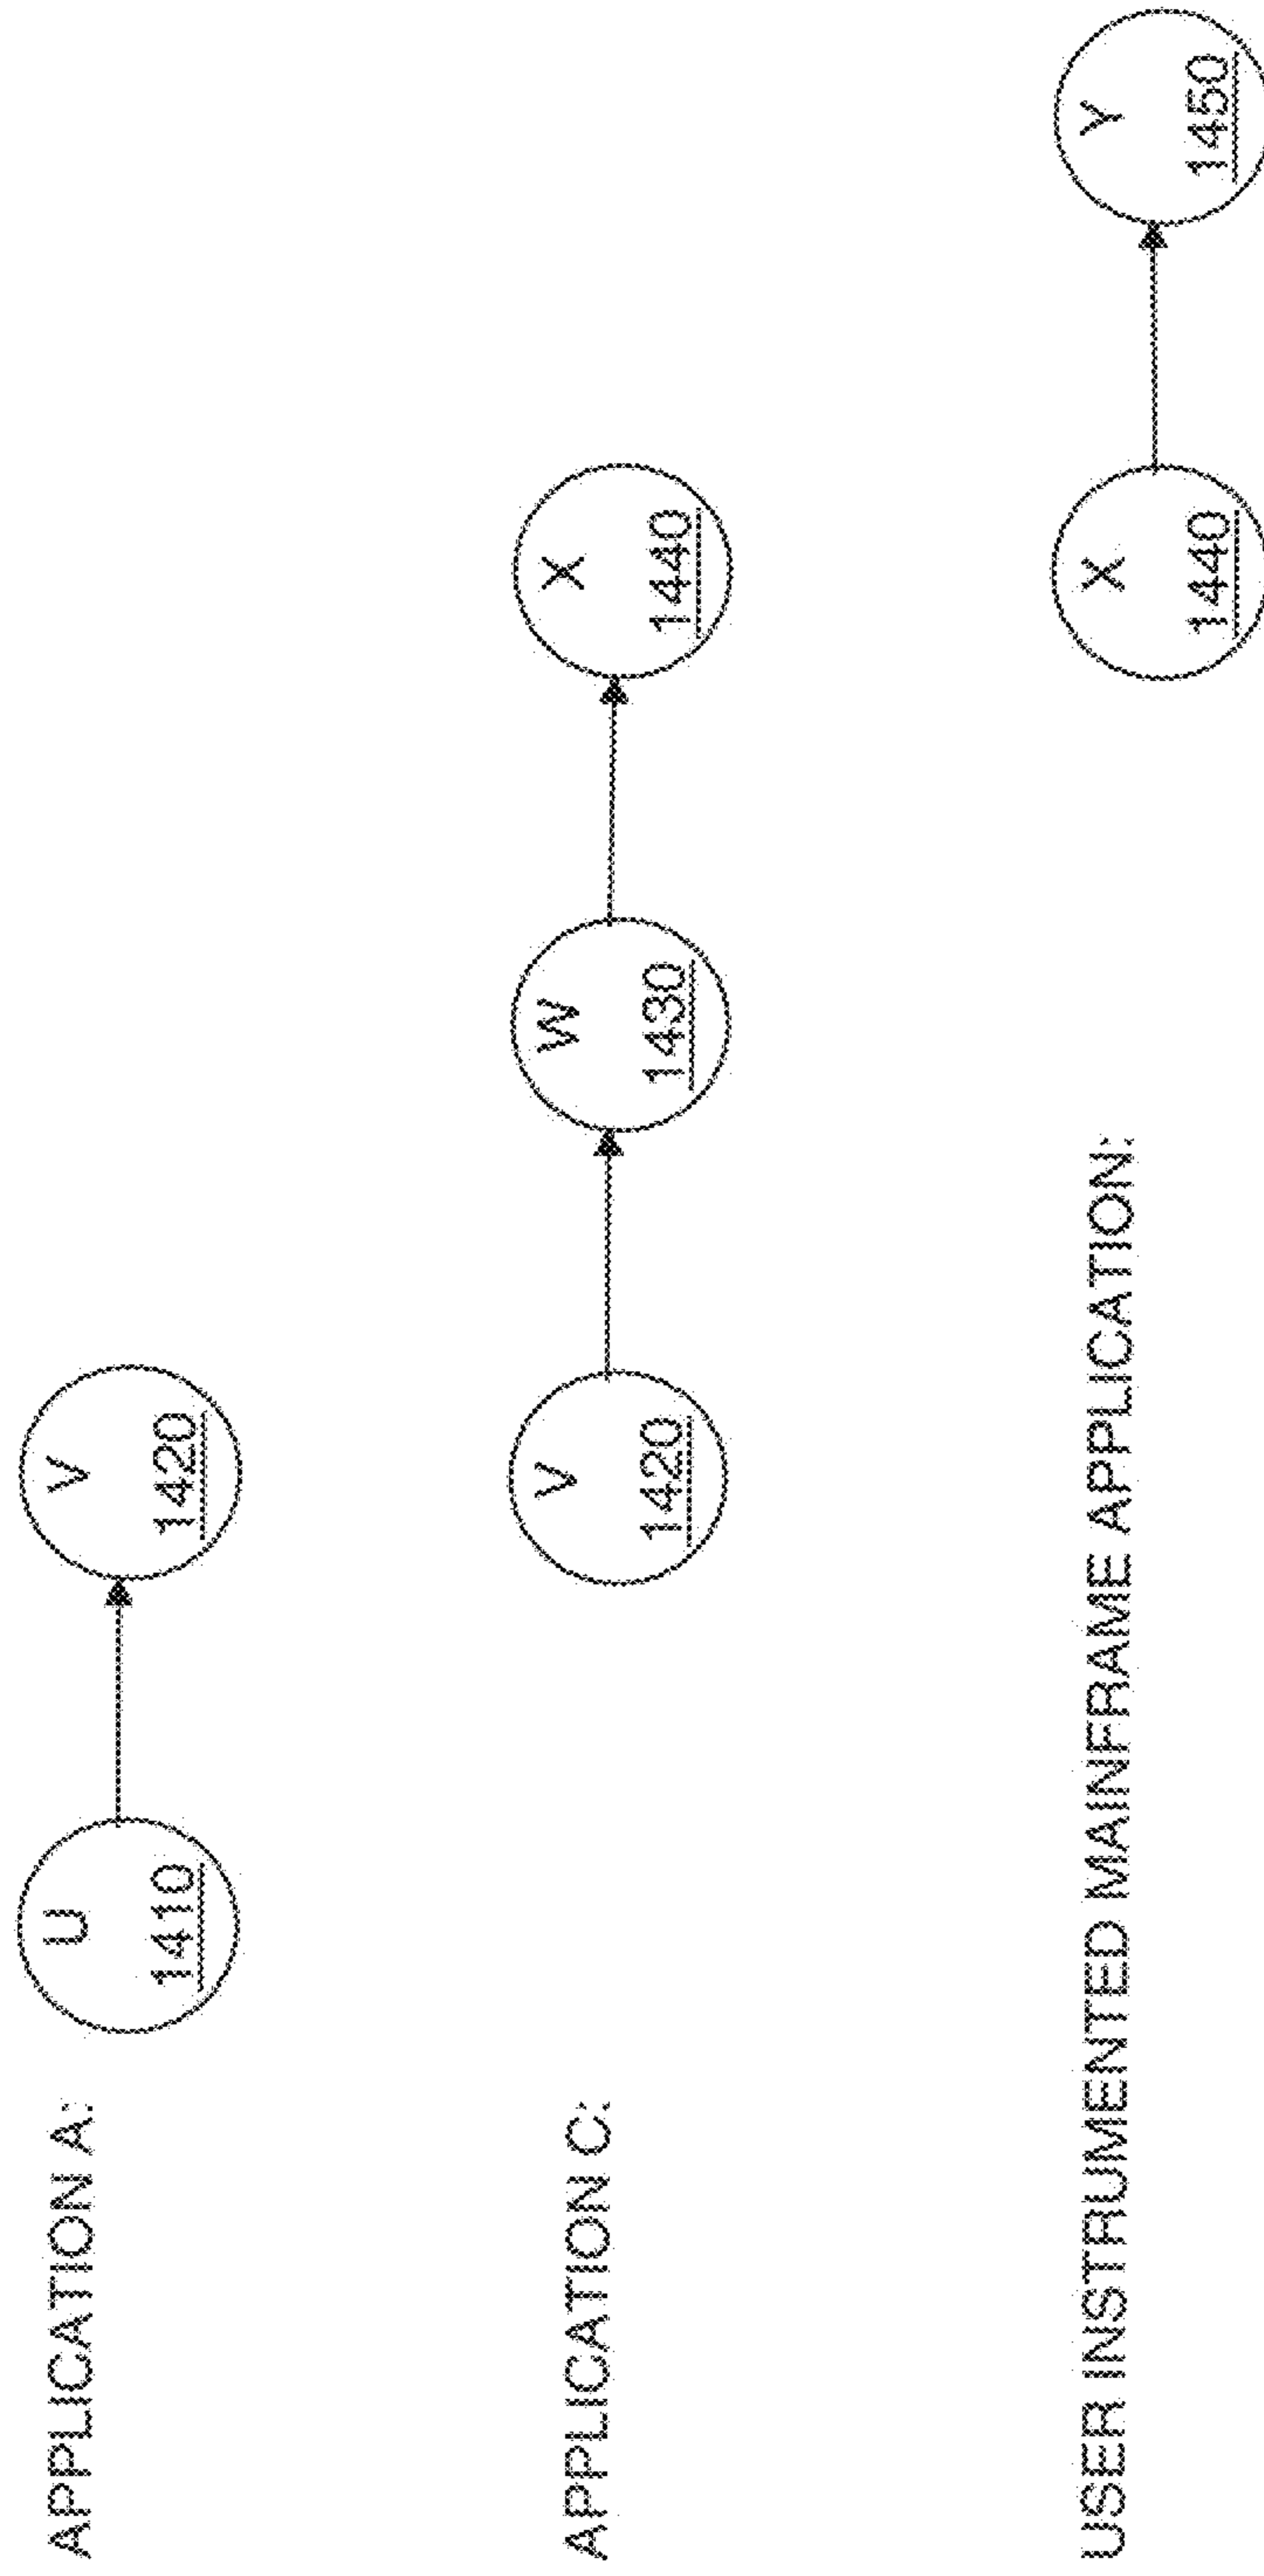 APPLICATION A:
U
1410
V
1420
APPLICATION C:
V
1420
W
1430
X
1440
USER INSTRUMENTED MAINFRAME APPLICATION:
X
1440
Y
1450